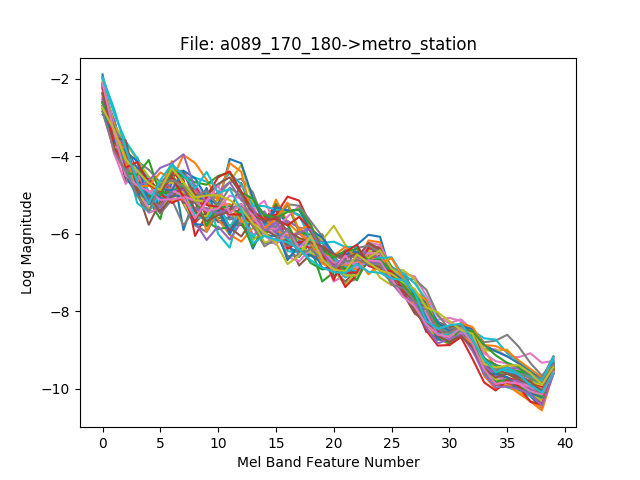 File: a089_170_180->metro_station
Log Magnitude
−2
−4
−6
−8
−10
0 5 10 15 20 25 30 35 40
Mel Band Feature Number